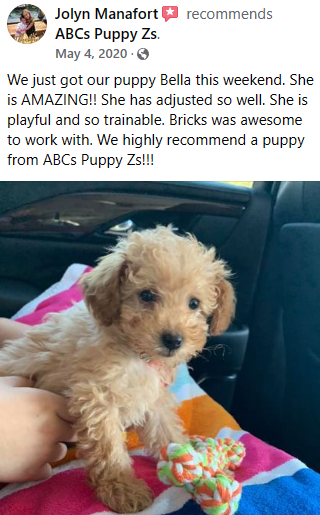 Jolyn Manafort recommends
ABCs Puppy Zs.
May 4, 2020 ·
We just got our puppy Bella this weekend. She
is AMAZING!! She has adjusted so well. She is
playful and so trainable. Bricks was awesome
to work with. We highly recommend a puppy
from ABCs Puppy Zs!!!